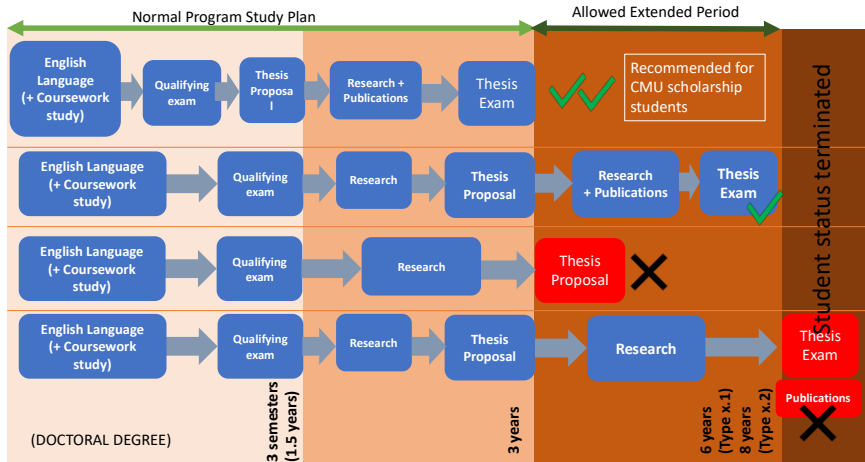 Normal Program Study Plan
Allowed Extended Period
English
Language
(+ Coursework
study)
Qualifying
exam
Thesis
Proposa
l
Research +
Publications
Thesis
Exam
Recommended for
CMU scholarship
students
English Language
(+ Coursework
study)
Qualifying
exam
Research
Thesis
Proposal
Research
+ Publications
Thesis
Exam
English Language
(+ Coursework
study)
Qualifying
exam
Research
Thesis
Proposal
English Language
(+ Coursework
study)
Qualifying
exam
Research
Thesis
Proposal
Research
Thesis
Exam
Publications
Student status terminated
(DOCTORAL DEGREE)
3 semesters
(1.5 years)
3 years
6 years
(Type x.1)
8 years
(Type x.2)